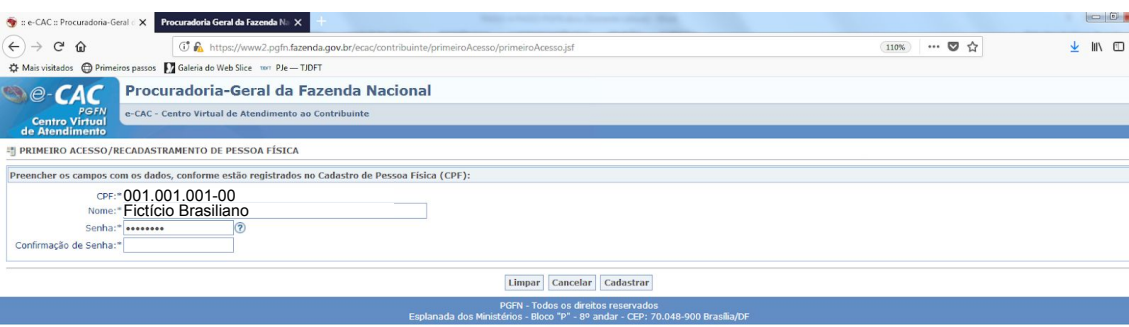 :: e-CAC :: Procuradoria-Geral d X Procuradoria Geral da Fazenda Na X +
https://www2.pgfn.fazenda.gov.br/ecac/contribuinte/primeiroAcesso/primeiroAcesso.jsf 110%
Mais visitados Primeiros passos Galeria do Web Slice PJe — TJDFT
e-CAC
PGFN
Centro Virtual
de Atendimento
Procuradoria-Geral da Fazenda Nacional
e-CAC - Centro Virtual de Atendimento ao Contribuinte
PRIMEIRO ACESSO/RECADASTRAMENTO DE PESSOA FÍSICA
Preencher os campos com os dados, conforme estão registrados no Cadastro de Pessoa Física (CPF):
CPF:* 001.001.001-00
Nome:* Fictício Brasiliano
Senha:* •••••••• ?
Confirmação de Senha:*
Limpar Cancelar Cadastrar
PGFN - Todos os direitos reservados
Esplanada dos Ministérios - Bloco "P" - 8º andar - CEP: 70.048-900 Brasília/DF